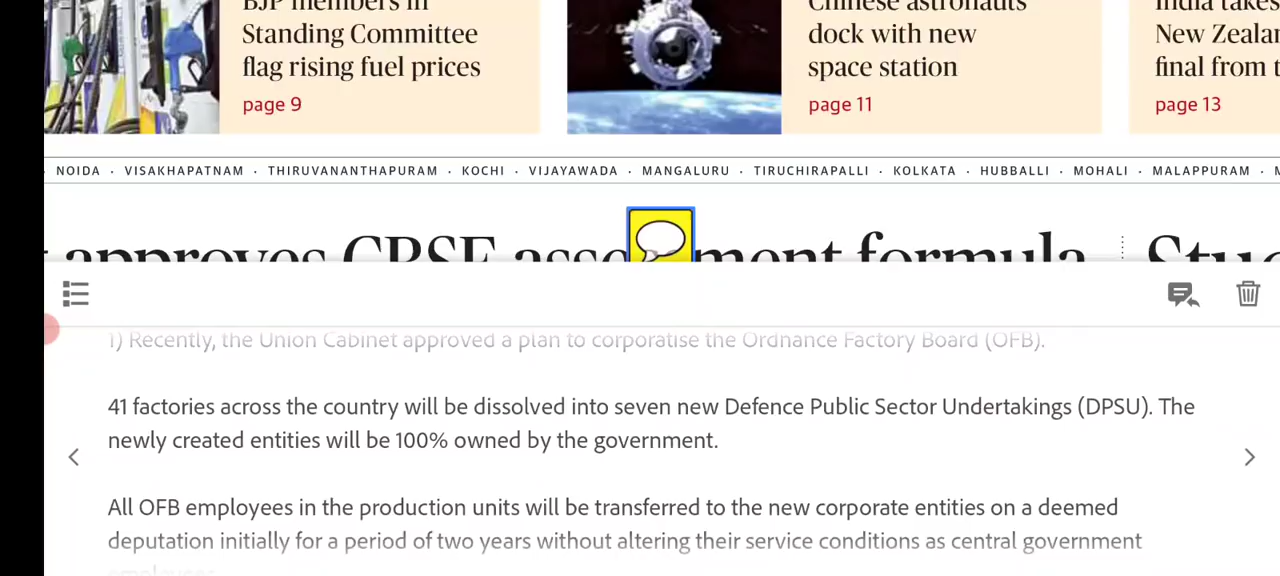 BJP members in
Standing Committee
flag rising fuel prices
page 9
Chinese astronauts
dock with new
space station
page 11
India takes
New Zealan
final from t
page 13
NOIDA · VISAKHAPATNAM · THIRUVANANTHAPURAM · KOCHI · VIJAYAWADA · MANGALURU · TIRUCHIRAPALLI · KOLKATA · HUBBALLI · MOHALI · MALAPPURAM ·
approves CBSE asse ment formula
1) Recently, the Union Cabinet approved a plan to corporatise the Ordnance Factory Board (OFB).
41 factories across the country will be dissolved into seven new Defence Public Sector Undertakings (DPSU). The
newly created entities will be 100% owned by the government.
All OFB employees in the production units will be transferred to the new corporate entities on a deemed
deputation initially for a period of two years without altering their service conditions as central government